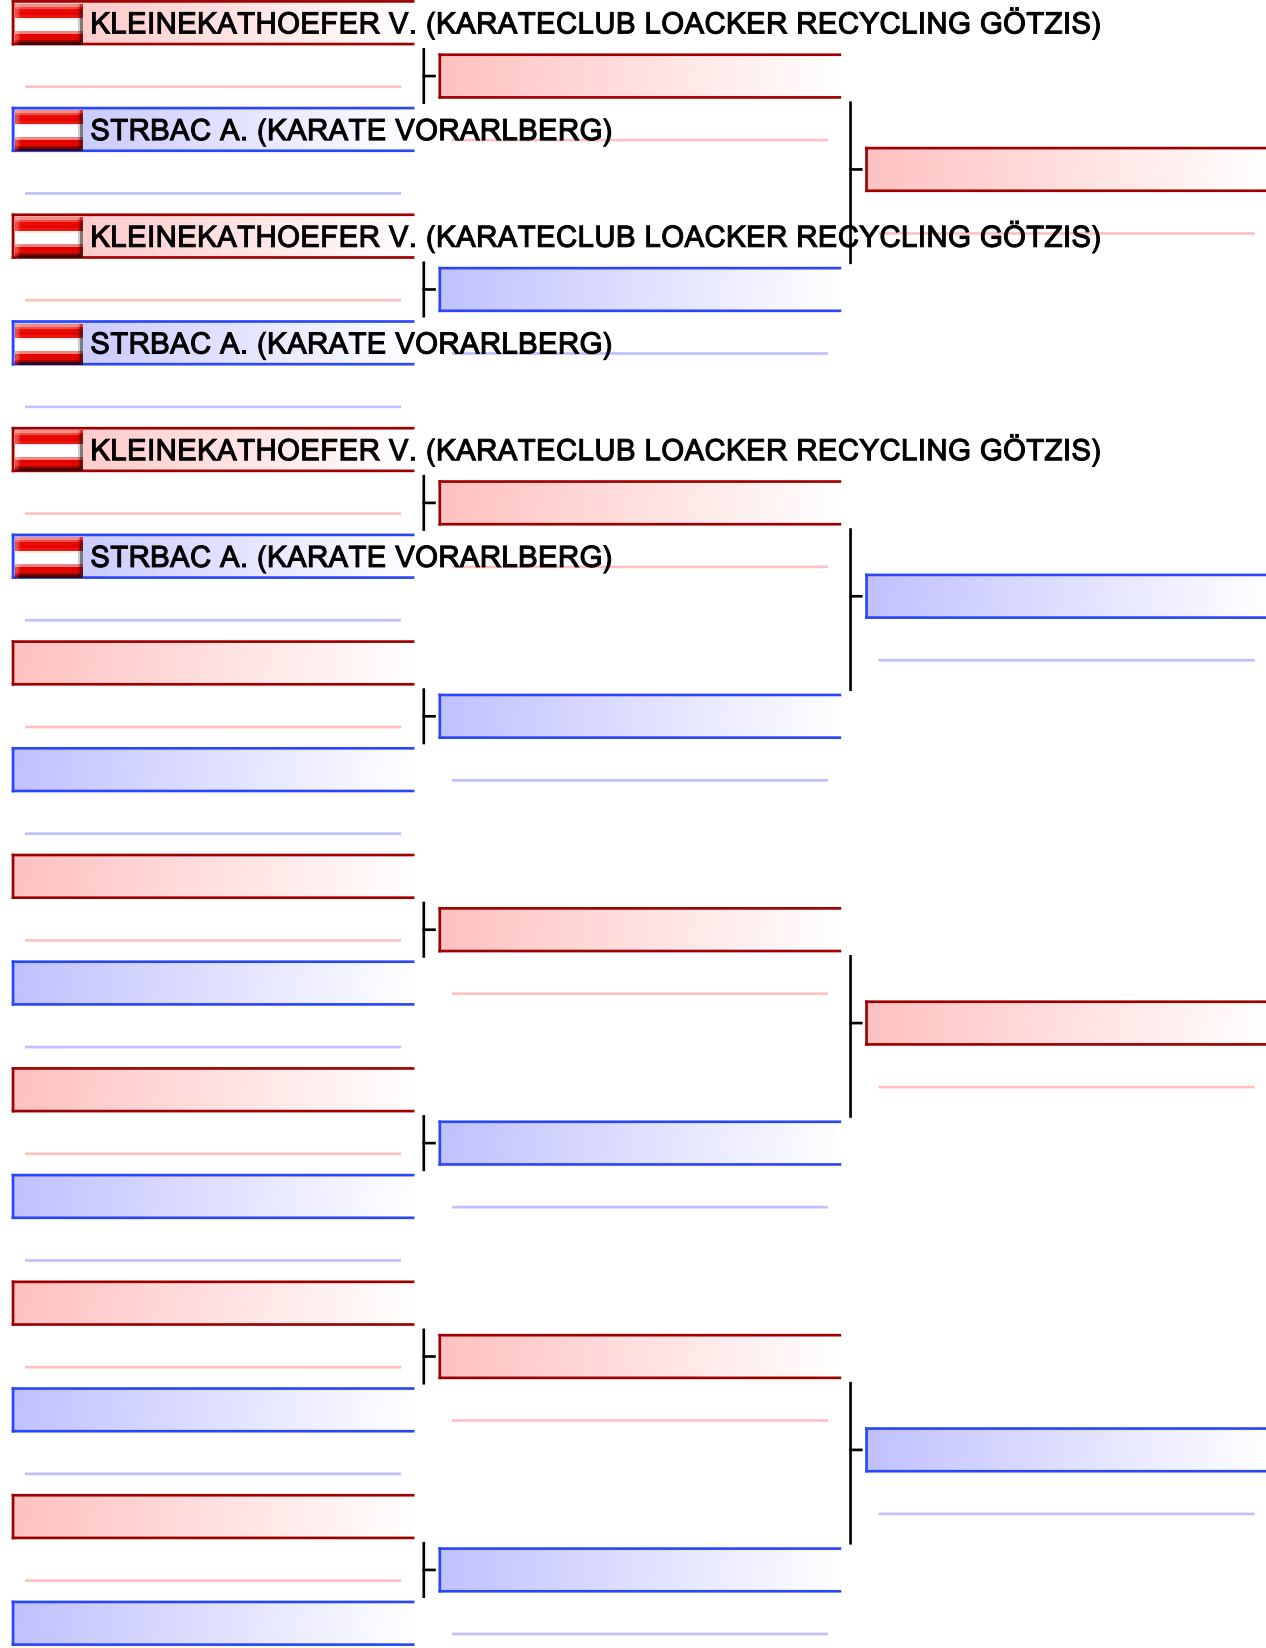 KLEINEKATHOEFER V. (KARATECLUB LOACKER RECYCLING GÖTZIS)
STRBAC A. (KARATE VORARLBERG)
KLEINEKATHOEFER V. (KARATECLUB LOACKER RECYCLING GÖTZIS)
STRBAC A. (KARATE VORARLBERG)
KLEINEKATHOEFER V. (KARATECLUB LOACKER RECYCLING GÖTZIS)
STRBAC A. (KARATE VORARLBERG)